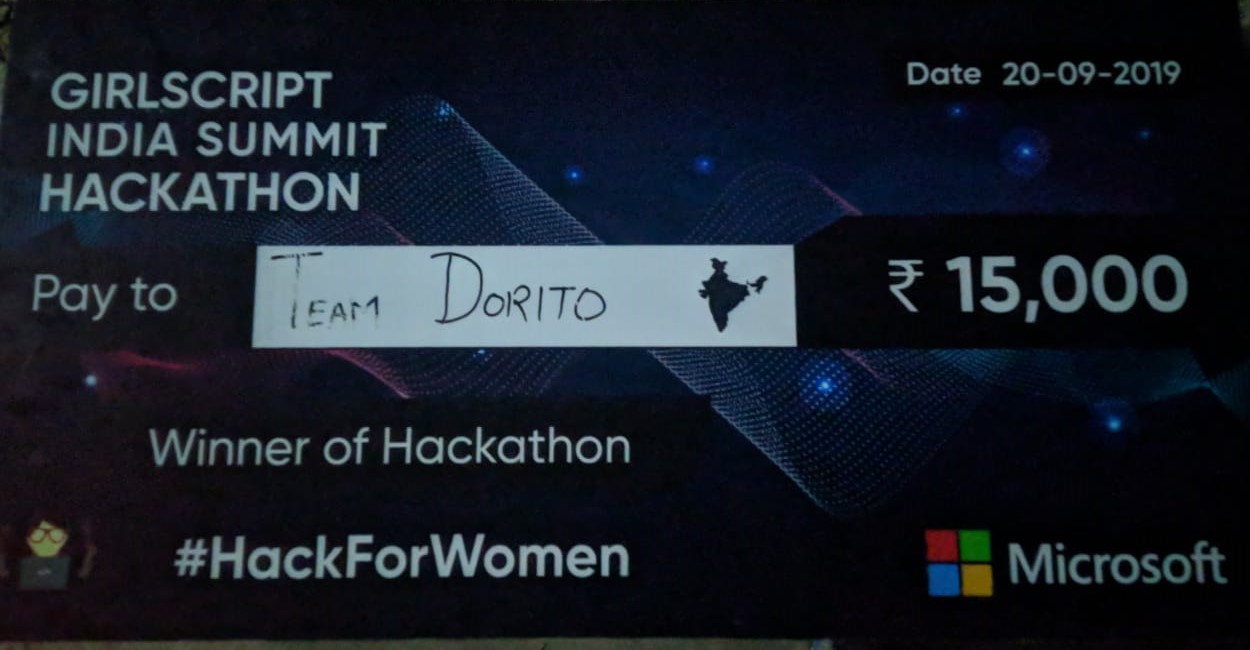 GIRLSCRIPT
INDIA SUMMIT
HACKATHON
Date 20-09-2019
Pay to TEAM DORITO ₹ 15,000
Winner of Hackathon
#HackForWomen
Microsoft